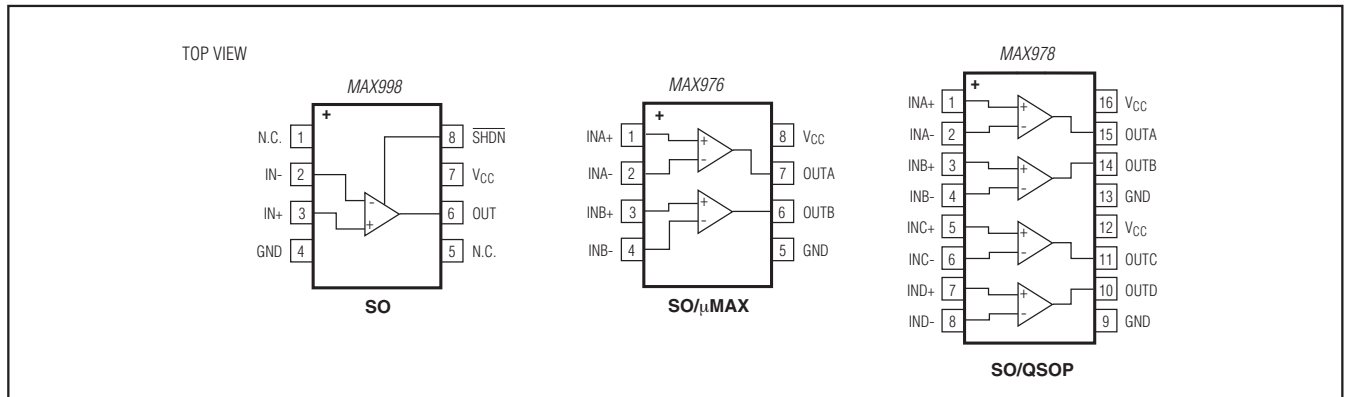 TOP VIEW
MAX998
+
N.C. 1
IN- 2
IN+ 3
GND 4
8 SHDN
7 VCC
6 OUT
5 N.C.
-
+
SO
MAX976
+
INA+ 1
INA- 2
INB+ 3
INB- 4
8 VCC
7 OUTA
6 OUTB
5 GND
+
-
+
-
SO/μMAX
MAX978
+
INA+ 1
INA- 2
INB+ 3
INB- 4
INC+ 5
INC- 6
IND+ 7
IND- 8
16 VCC
15 OUTA
14 OUTB
13 GND
12 VCC
11 OUTC
10 OUTD
9 GND
+
-
+
-
+
-
+
-
SO/QSOP